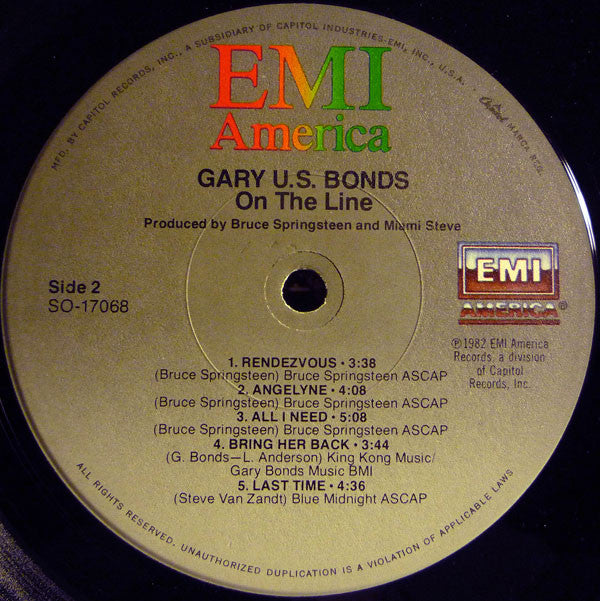 MFD. BY CAPITOL RECORDS, INC., A SUBSIDIARY OF CAPITOL INDUSTRIES-EMI, INC., U.S.A. • Capitol MARCA REG.
EMI
America
GARY U.S. BONDS
On The Line
Produced by Bruce Springsteen and Miami Steve
Side 2
SO-17068
EMI
AMERICA®
℗1982 EMI America
Records, a division
of Capitol
Records, Inc.
1. RENDEZVOUS • 3:38
(Bruce Springsteen) Bruce Springsteen ASCAP
2. ANGELYNE • 4:08
(Bruce Springsteen) Bruce Springsteen ASCAP
3. ALL I NEED • 5:08
(Bruce Springsteen) Bruce Springsteen ASCAP
4. BRING HER BACK • 3:44
(G. Bonds—L. Anderson) King Kong Music/
Gary Bonds Music BMI
5. LAST TIME • 4:36
(Steve Van Zandt) Blue Midnight ASCAP
ALL RIGHTS RESERVED. UNAUTHORIZED DUPLICATION IS A VIOLATION OF APPLICABLE LAWS